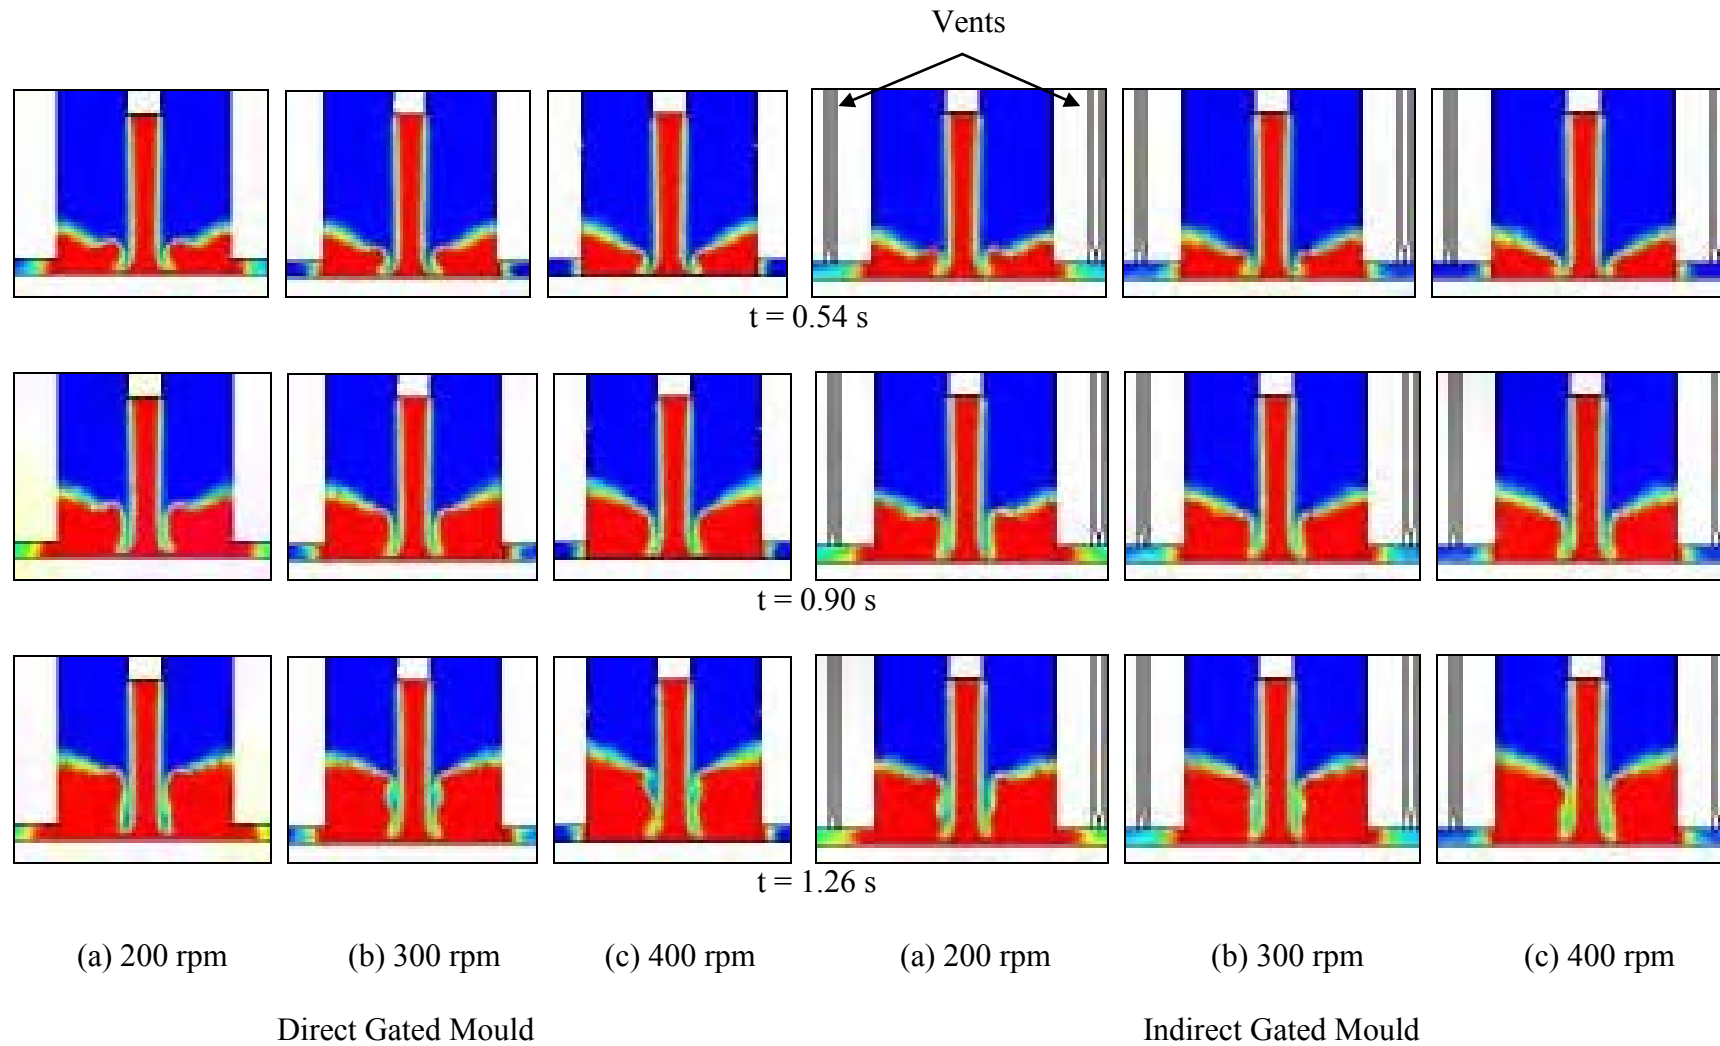 Vents
t = 0.54 s
t = 0.90 s
t = 1.26 s
(a) 200 rpm (b) 300 rpm (c) 400 rpm (a) 200 rpm (b) 300 rpm (c) 400 rpm
Direct Gated Mould Indirect Gated Mould